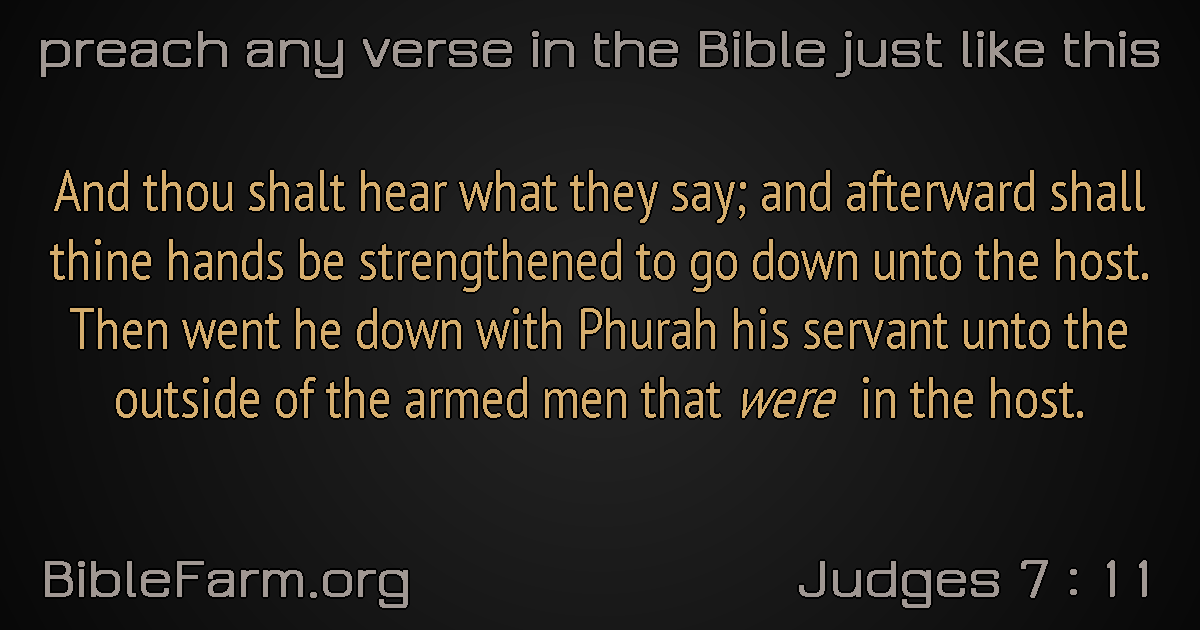 preach any verse in the Bible just like this
And thou shalt hear what they say; and afterward shall
thine hands be strengthened to go down unto the host.
Then went he down with Phurah his servant unto the
outside of the armed men that were in the host.
BibleFarm.org
Judges 7 : 11